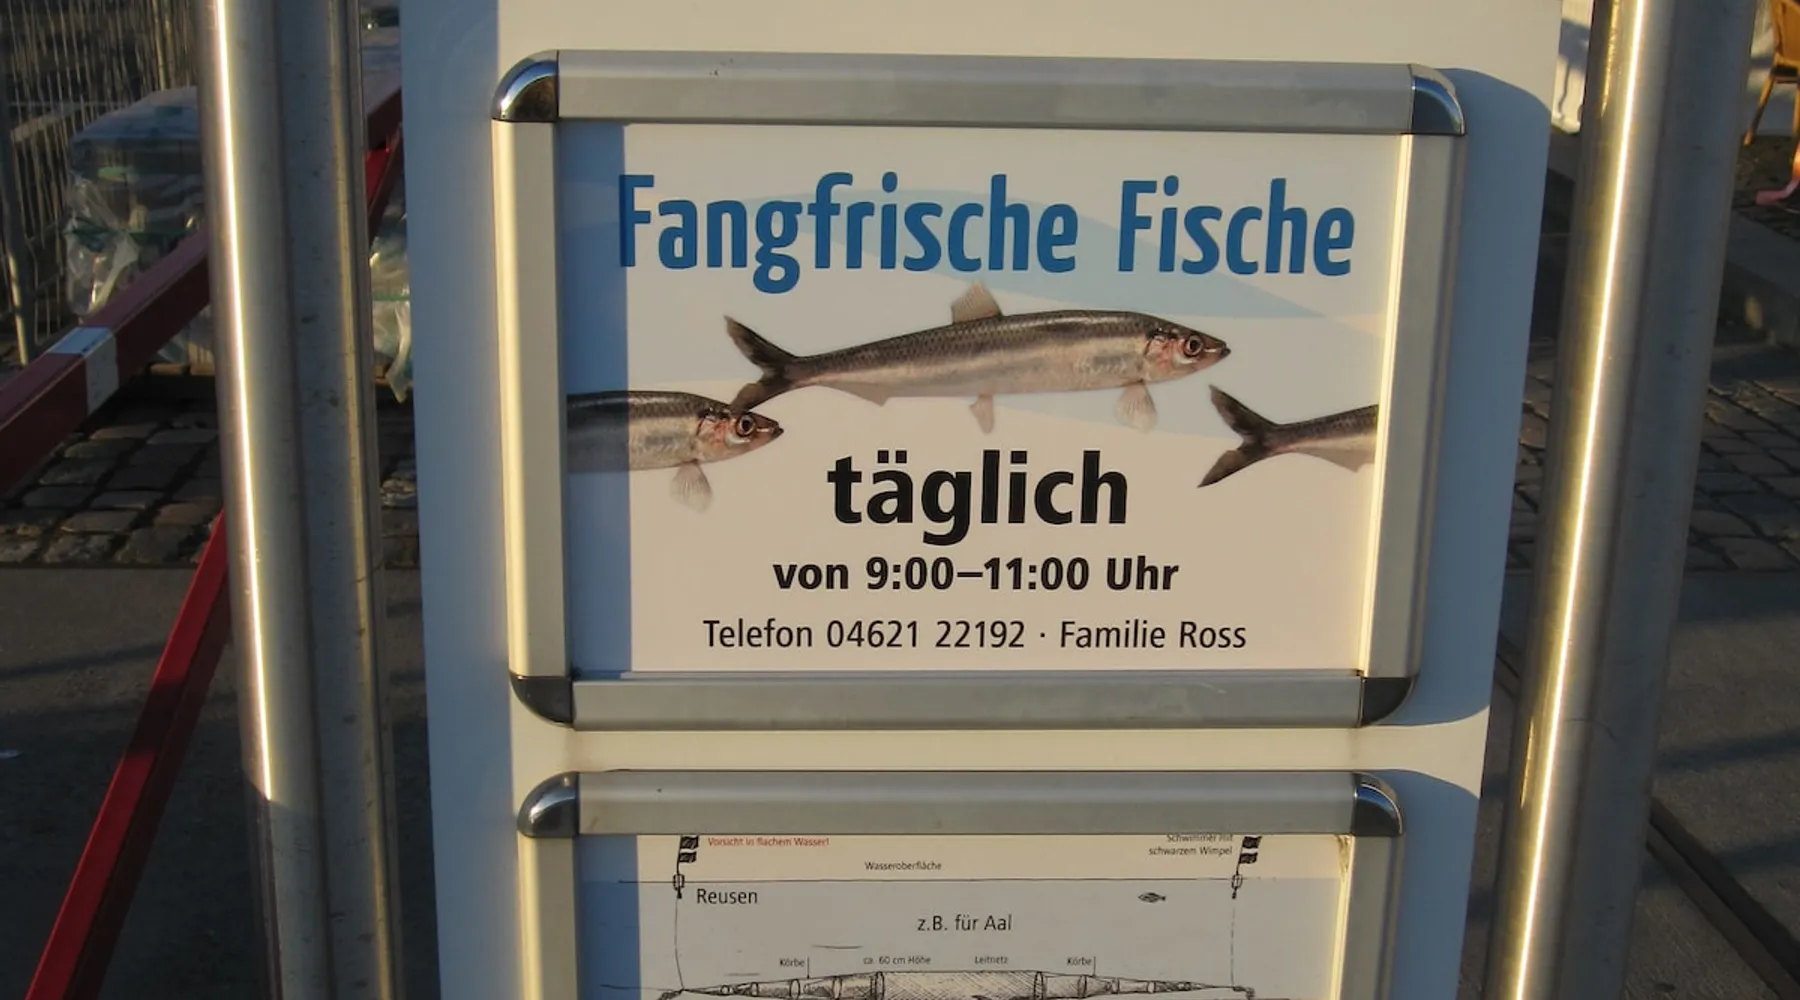 Fangfrische Fische
täglich
von 9:00–11:00 Uhr
Telefon 04621 22192 · Familie Ross
Vorsicht in flachem Wasser!
Schwimmer mit
schwarzem Wimpel
Wasseroberfläche
Reusen
z.B. für Aal
Körbe
ca. 60 cm Höhe
Leitnetz
Körbe